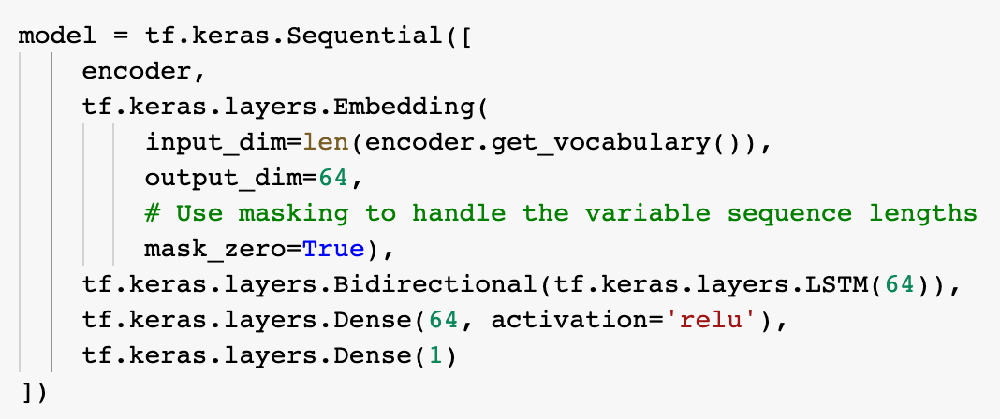 model = tf.keras.Sequential([
    encoder,
    tf.keras.layers.Embedding(
        input_dim=len(encoder.get_vocabulary()),
        output_dim=64,
        # Use masking to handle the variable sequence lengths
        mask_zero=True),
    tf.keras.layers.Bidirectional(tf.keras.layers.LSTM(64)),
    tf.keras.layers.Dense(64, activation='relu'),
    tf.keras.layers.Dense(1)
])